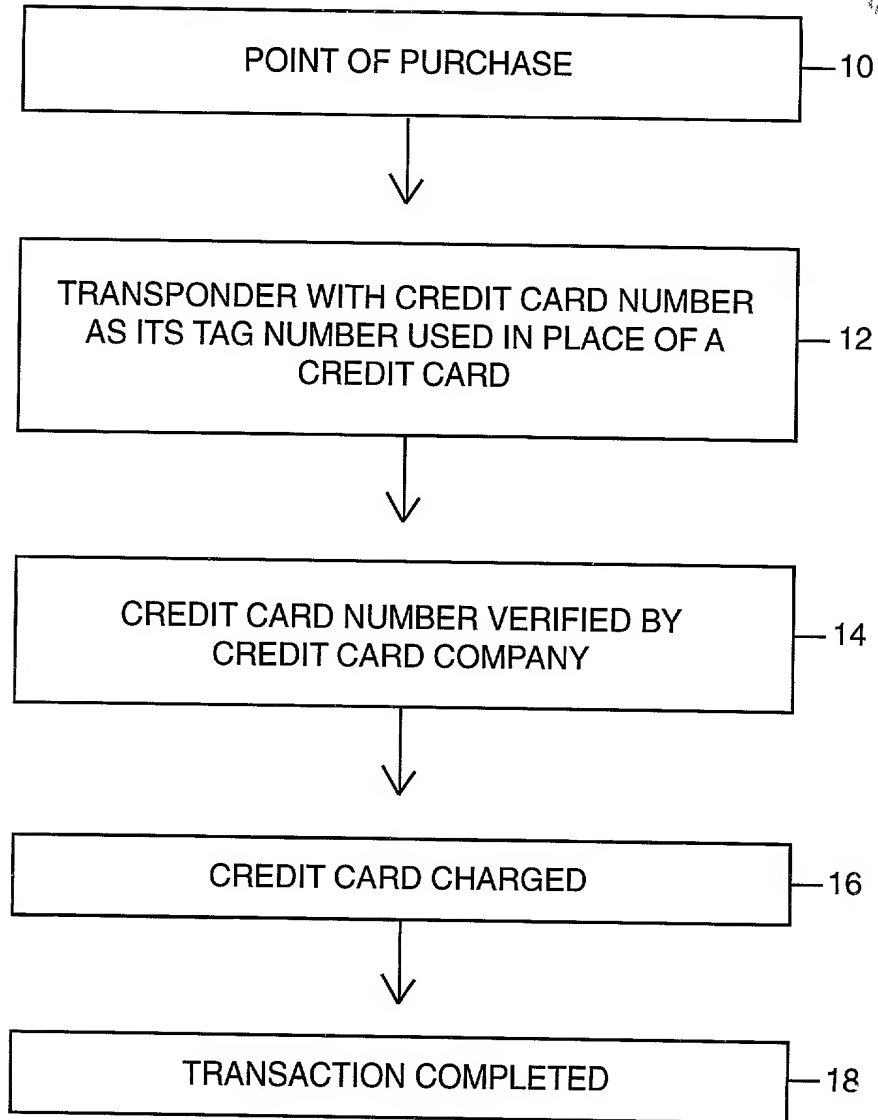 POINT OF PURCHASE
10
TRANSPONDER WITH CREDIT CARD NUMBER
AS ITS TAG NUMBER USED IN PLACE OF A
CREDIT CARD
12
CREDIT CARD NUMBER VERIFIED BY
CREDIT CARD COMPANY
14
CREDIT CARD CHARGED
16
TRANSACTION COMPLETED
18